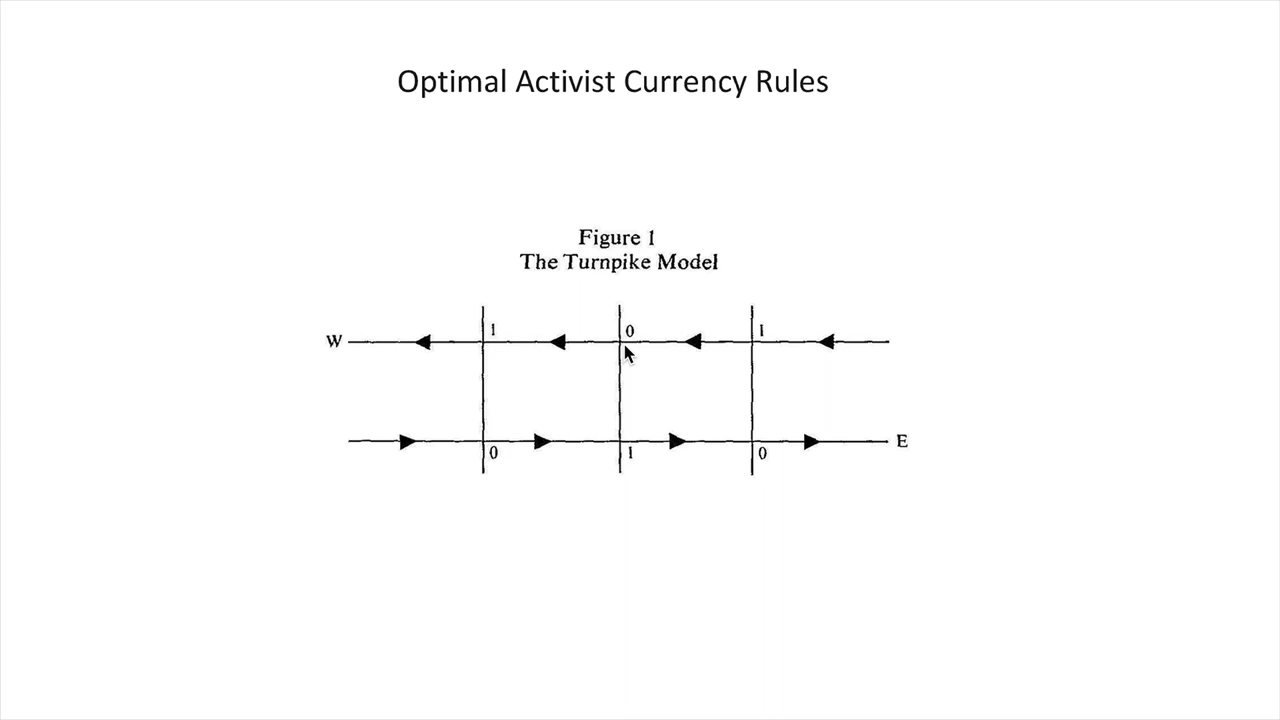 Optimal Activist Currency Rules
Figure 1
The Turnpike Model
1 0 1
W
E
0 1 0